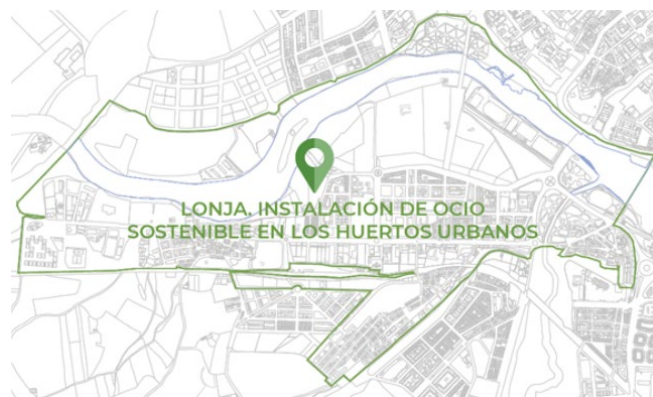 LONJA. INSTALACIÓN DE OCIO
SOSTENIBLE EN LOS HUERTOS URBANOS